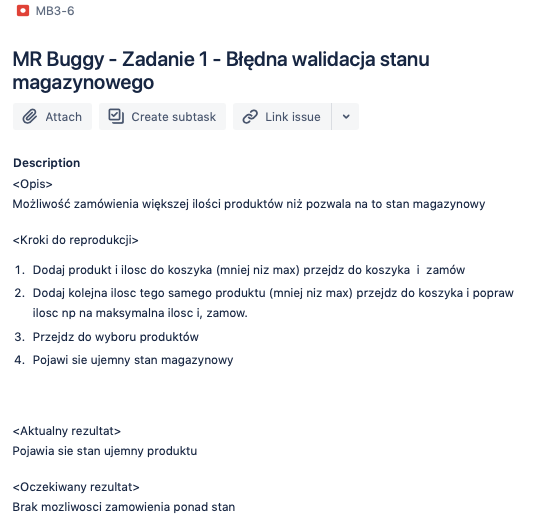 MB3-6
MR Buggy - Zadanie 1 - Błędna walidacja stanu
magazynowego
Attach
Create subtask
Link issue
Description
<Opis>
Możliwość zamówienia większej ilości produktów niż pozwala na to stan magazynowy
<Kroki do reprodukcji>
1. Dodaj produkt i ilosc do koszyka (mniej niz max) przejdz do koszyka i zamów
2. Dodaj kolejna ilosc tego samego produktu (mniej niz max) przejdz do koszyka i popraw
ilosc np na maksymalna ilosc i, zamow.
3. Przejdz do wyboru produktów
4. Pojawi sie ujemny stan magazynowy
<Aktualny rezultat>
Pojawia sie stan ujemny produktu
<Oczekiwany rezultat>
Brak mozliwosci zamowienia ponad stan